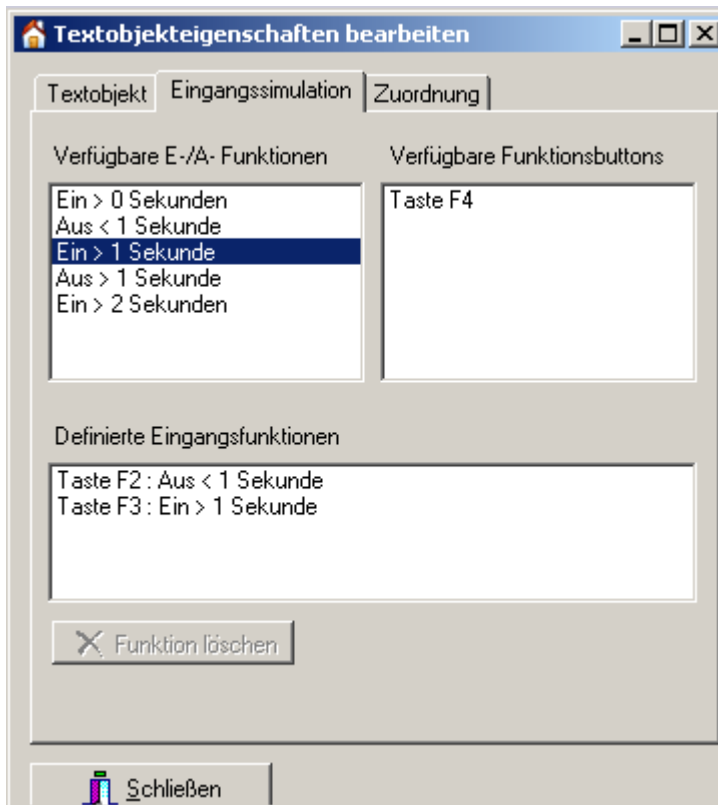 Textobjekteigenschaften bearbeiten
Textobjekt Eingangssimulation Zuordnung
Verfügbare E-/A- Funktionen
Ein > 0 Sekunden
Aus < 1 Sekunde
Ein > 1 Sekunde
Aus > 1 Sekunde
Ein > 2 Sekunden
Verfügbare Funktionsbuttons
Taste F4
Definierte Eingangsfunktionen
Taste F2 : Aus < 1 Sekunde
Taste F3 : Ein > 1 Sekunde
Funktion löschen
Schließen